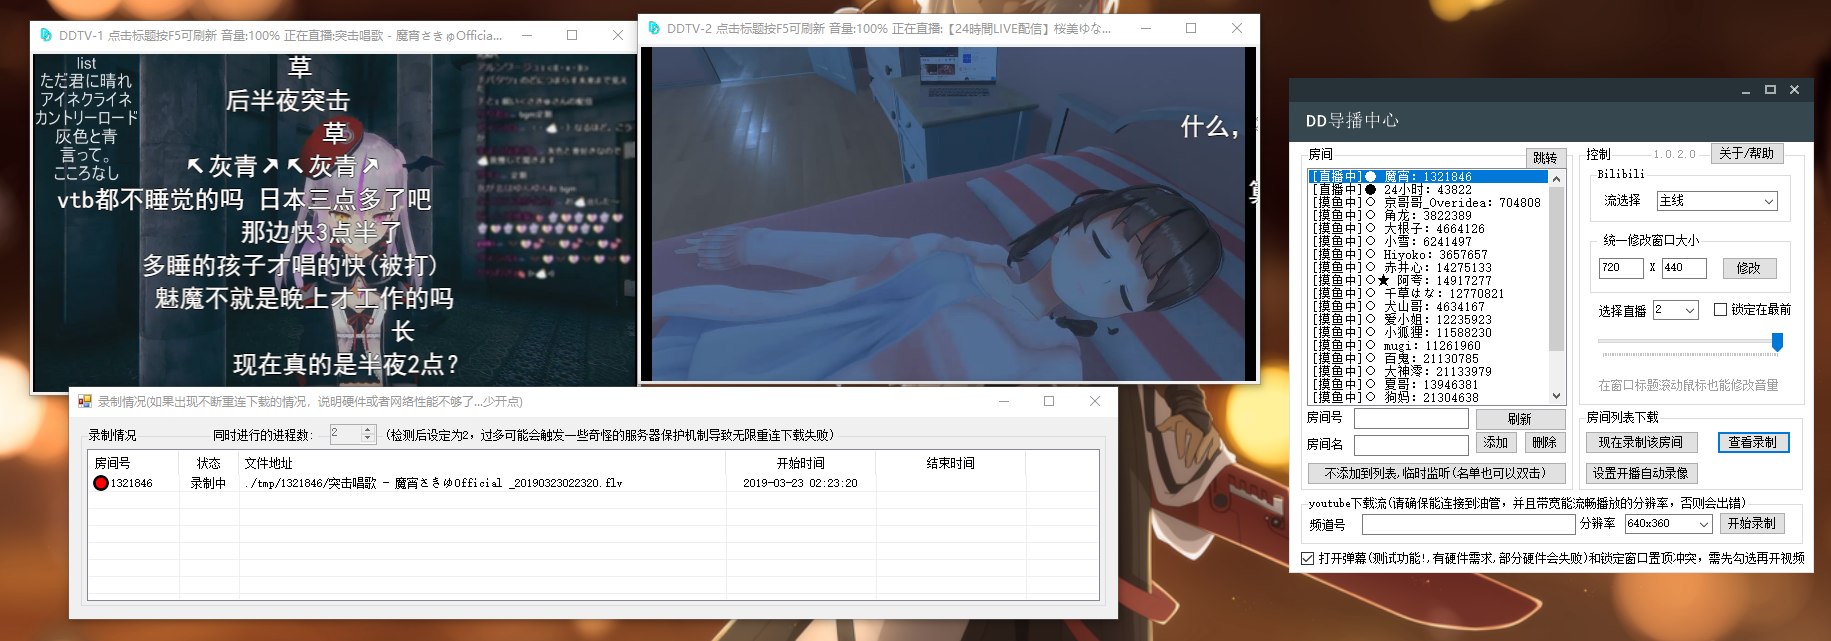 DDTV-1 点击标题按F5可刷新 音量:100% 正在直播:突击唱歌 - 魔宵さきゅOfficia...
list
ただ君に晴れ
アイネクライネ
カントリーロード
灰色と青
言って。
こころなし
草
后半夜突击
草
↖灰青↗↖灰青↗
vtb都不睡觉的吗 日本三点多了吧
那边快3点半了
多睡的孩子才唱的快(被打)
魅魔不就是晚上才工作的吗
长
现在真的是半夜2点?
DDTV-2 点击标题按F5可刷新 音量:100% 正在直播:【24時間LIVE配信】桜美ゆな...
什么,
录制情况(如果出现不断重连下载的情况，说明硬件或者网络性能不够了...少开点)
录制情况
同时进行的进程数: 2 (检测后设定为2，过多可能会触发一些奇怪的服务器保护机制导致无限重连下载失败)
房间号 状态 文件地址 开始时间 结束时间
1321846 录制中 ./tmp/1321846/突击唱歌 - 魔宵さきゅOfficial _20190323022320.flv 2019-03-23 02:23:20
DD导播中心
房间 跳转
[直播中]● 魔宵: 1321846
[直播中]● 24小时: 43822
[摸鱼中]○ 京哥哥_Overidea: 704808
[摸鱼中]○ 角龙: 3822389
[摸鱼中]○ 大根子: 4664126
[摸鱼中]○ 小雪: 6241497
[摸鱼中]○ Hiyoko: 3657657
[摸鱼中]○ 赤井心: 14275133
[摸鱼中]○★ 阿夸: 14917277
[摸鱼中]○ 千草はな: 12770821
[摸鱼中]○ 犬山哥: 4634167
[摸鱼中]○ 爱小姐: 12235923
[摸鱼中]○ 小狐狸: 11588230
[摸鱼中]○ mugi: 11261960
[摸鱼中]○ 百鬼: 21130785
[摸鱼中]○ 大神澪: 21133979
[摸鱼中]○ 夏哥: 13946381
[摸鱼中]○ 狗妈: 21304638
房间号 刷新
房间名 添加 删除
不添加到列表,临时监听(名单也可以双击)
控制 1.0.2.0 关于/帮助
Bilibili
流选择 主线
统一修改窗口大小
720 X 440 修改
选择直播 2 锁定在最前
在窗口标题滚动鼠标也能修改音量
房间列表下载
现在录制该房间 查看录制
设置开播自动录像
youtube下载流(请确保能连接到油管，并且带宽能流畅播放的分辨率，否则会出错)
频道号 分辨率 640x360 开始录制
打开弹幕(测试功能!,有硬件需求,部分硬件会失败)和锁定窗口置顶冲突，需先勾选再开视频